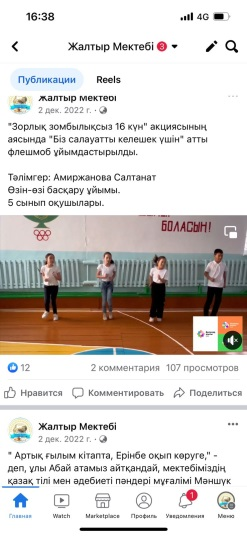 16:38
4G
Жалтыр Мектебі 3
Публикации
Reels
Жалтыр Мектебі
2 дек. 2022 г.
"Зорлық зомбылықсыз 16 күн" акциясының
аясында "Біз салауатты келешек үшін" атты
флешмоб ұйымдастырылды.
Тәлімгер: Амиржанова Салтанат
Өзін-өзі басқару ұйымы.
5 сынып оқушылары.
БОЛАСЫҢ!
12
2 комментария 107 просмотров
Нравится
Комментировать
Поделиться
Жалтыр Мектебі
2 дек. 2022 г.
" Артық ғылым кітапта, Ерінбе оқып көруге," -
деп, ұлы Абай атамыз айтқандай, мектебіміздің
қазақ тілі мен әдебиеті пәндері мұғалімі Мәншүк
1
Главная
Watch
Marketplace
Профиль
Уведомления
Меню